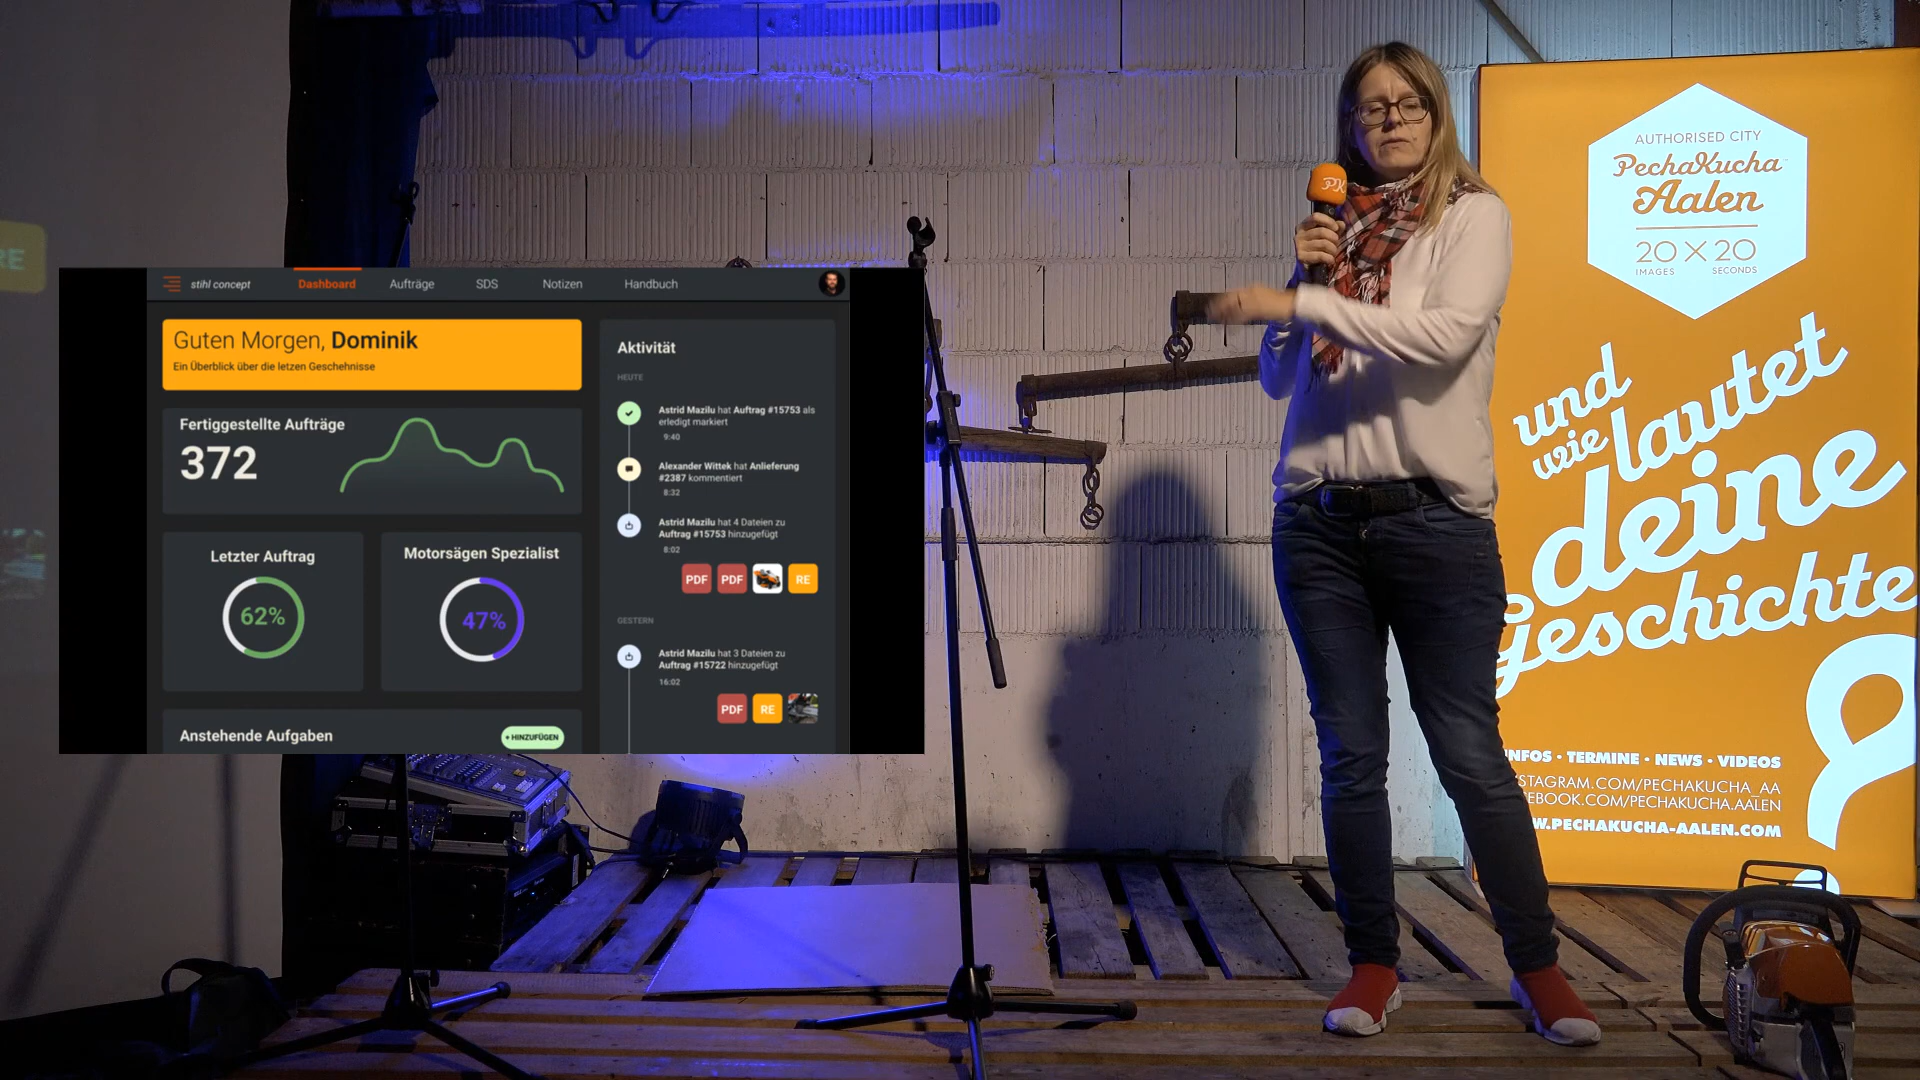 RE
stihl concept
Dashboard
Aufträge
SDS
Notizen
Handbuch
Guten Morgen, Dominik
Ein Überblick über die letzen Geschehnisse
Fertiggestellte Aufträge
372
Letzter Auftrag
62%
Motorsägen Spezialist
47%
Anstehende Aufgaben
+ HINZUFÜGEN
Aktivität
HEUTE
Astrid Mazilu hat Auftrag #15753 als
erledigt markiert
9:40
Alexander Wittek hat Anlieferung
#2387 kommentiert
8:32
Astrid Mazilu hat 4 Dateien zu
Auftrag #15753 hinzugefügt
8:02
PDF PDF RE
GESTERN
Astrid Mazilu hat 3 Dateien zu
Auftrag #15722 hinzugefügt
16:02
PDF RE
PK
AUTHORISED CITY
PechaKucha
Aalen
20 X 20
IMAGES SECONDS
und
wie lautet
deine
geschichte
INFOS · TERMINE · NEWS · VIDEOS
STAGRAM.COM/PECHAKUCHA_AA
EBOOK.COM/PECHAKUCHA.AALEN
W.PECHAKUCHA-AALEN.COM